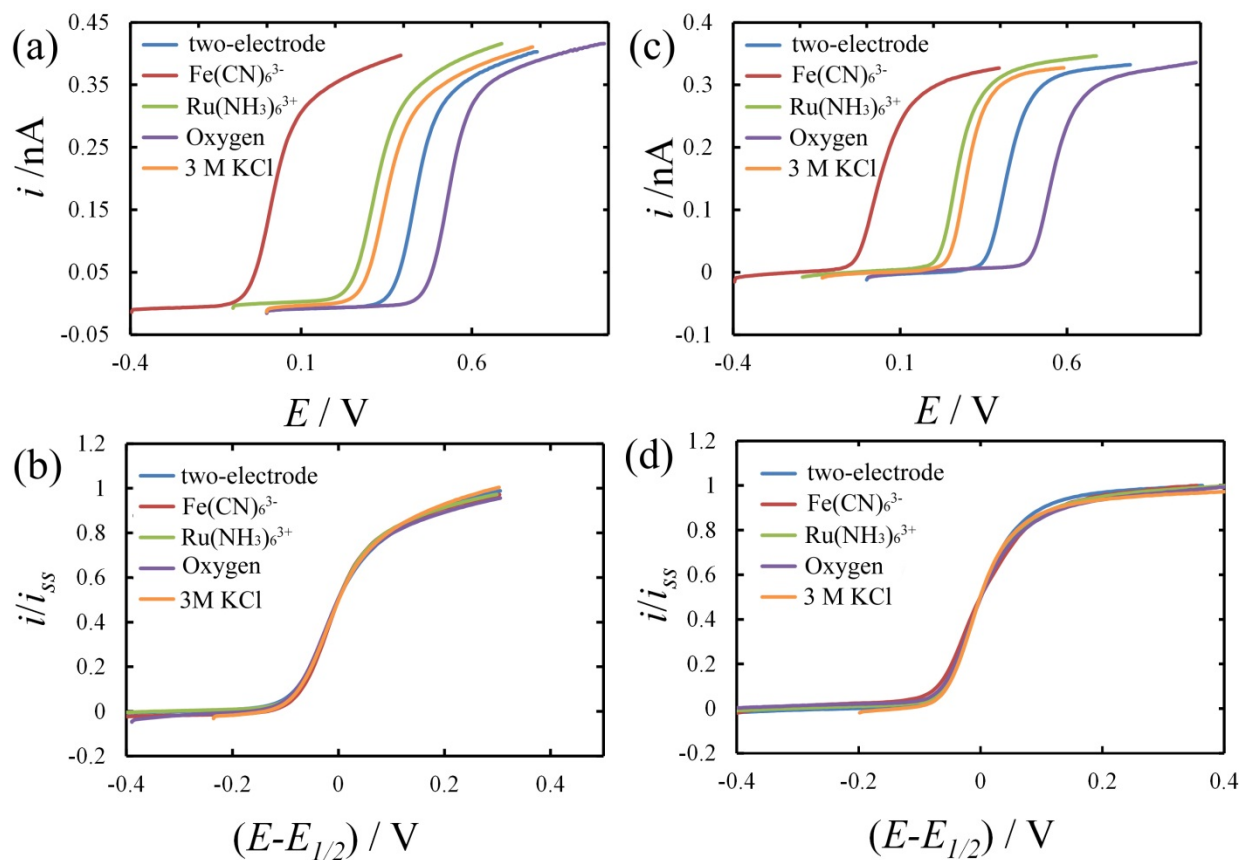 (a)
0.45
0.35
0.25
0.15
0.05
-0.05
i /nA
two-electrode
Fe(CN)₆³⁻
Ru(NH₃)₆³⁺
Oxygen
3 M KCl
-0.4
0.1
0.6
E / V
(c)
0.4
0.3
0.2
0.1
0
-0.1
i /nA
two-electrode
Fe(CN)₆³⁻
Ru(NH₃)₆³⁺
Oxygen
3 M KCl
-0.4
0.1
0.6
E / V
(b)
1.2
1
0.8
0.6
0.4
0.2
0
-0.2
i/iss
two-electrode
Fe(CN)₆³⁻
Ru(NH₃)₆³⁺
Oxygen
3M KCl
-0.4
-0.2
0
0.2
0.4
(E-E1/2) / V
(d)
1.2
1
0.8
0.6
0.4
0.2
0
-0.2
i/iss
two-electrode
Fe(CN)₆³⁻
Ru(NH₃)₆³⁺
Oxygen
3 M KCl
-0.4
-0.2
0
0.2
0.4
(E-E1/2) / V